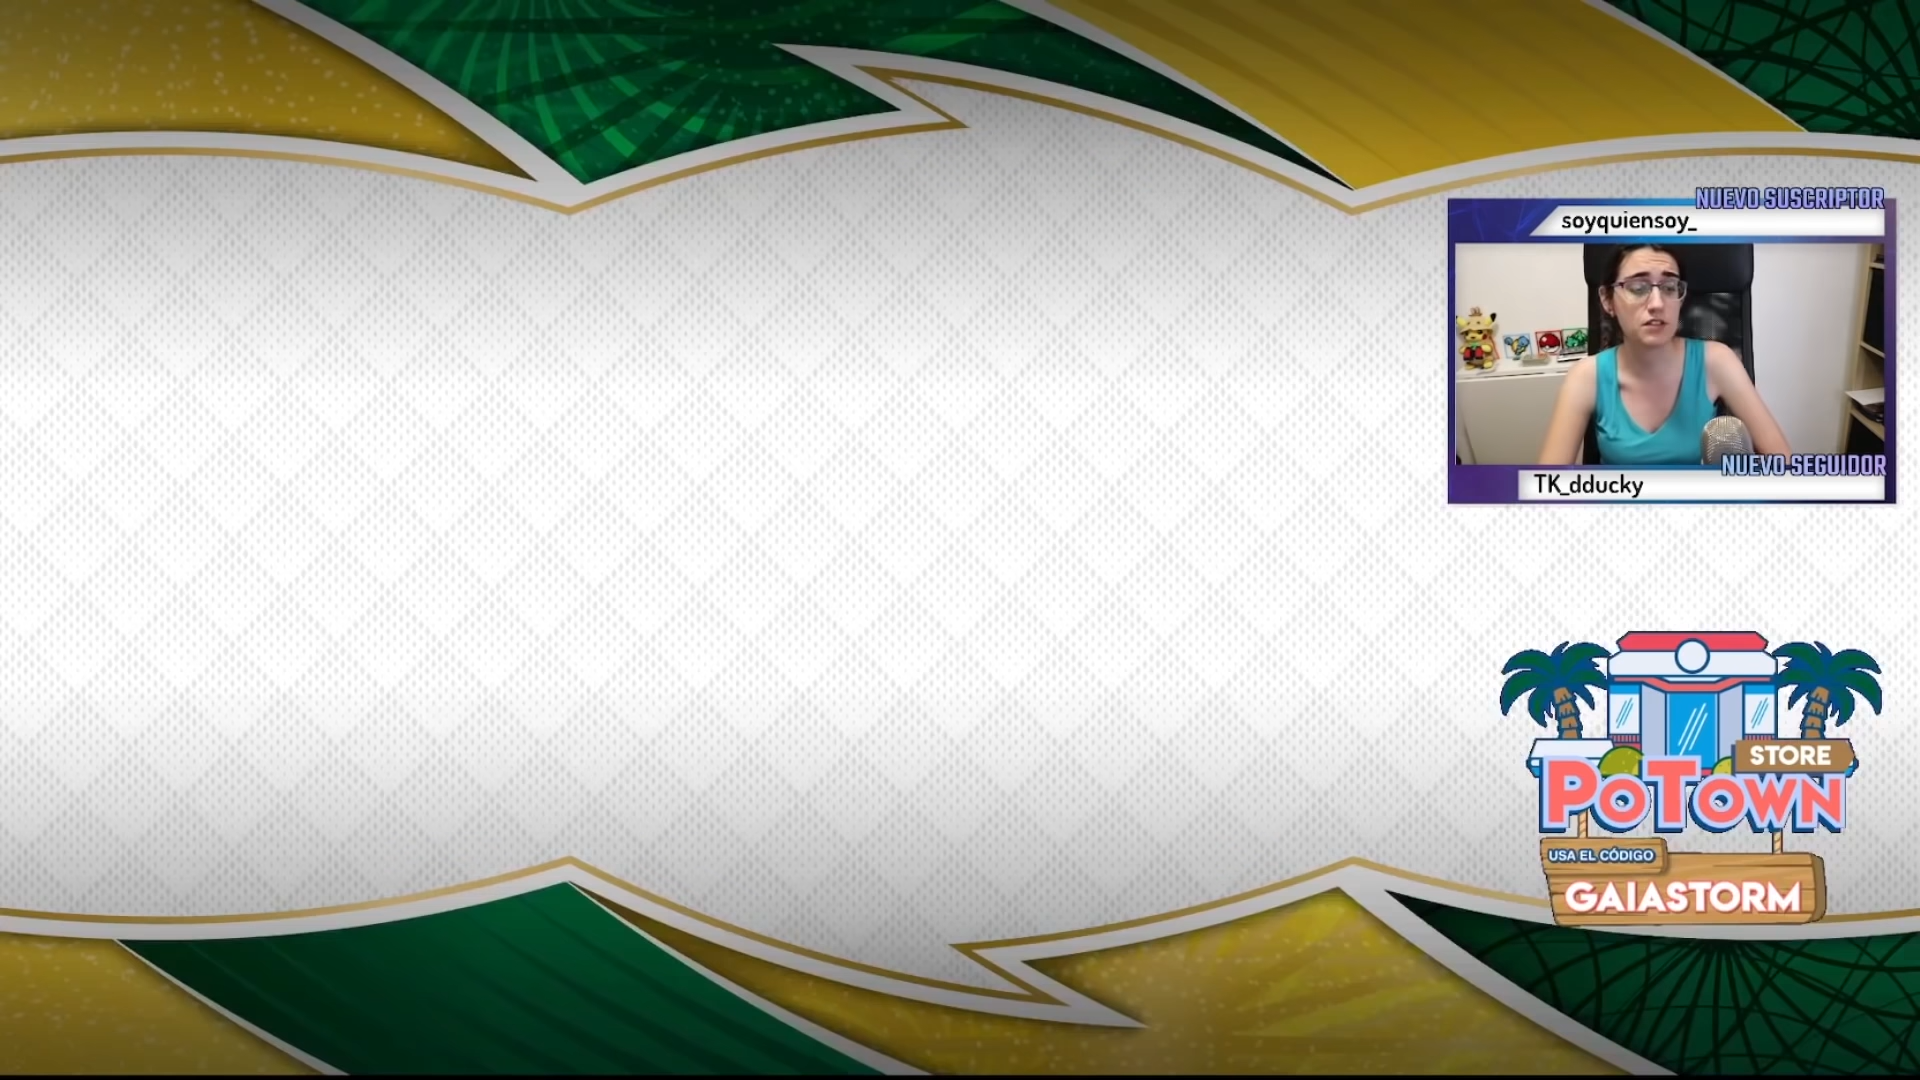 NUEVO SUSCRIPTOR
soyquiensoy_
NUEVO SEGUIDOR
TK_dducky
STORE
POTOWN
USA EL CÓDIGO
GAIASTORM